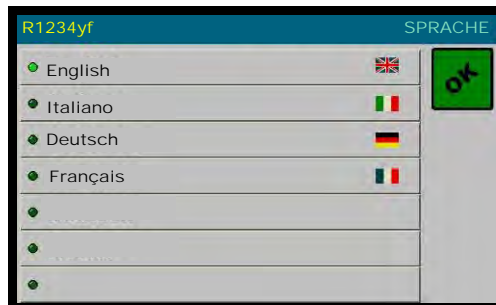 R1234yf SPRACHE
English
OK
Italiano
Deutsch
Français